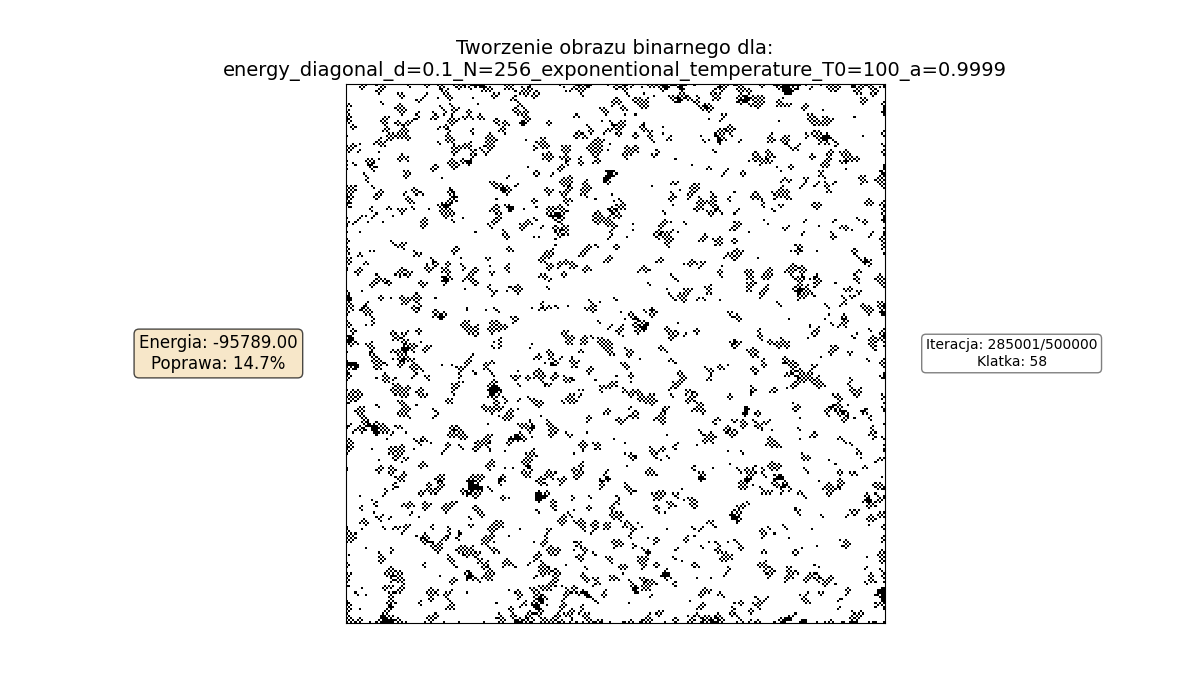 Tworzenie obrazu binarnego dla:
energy_diagonal_d=0.1_N=256_exponentional_temperature_T0=100_a=0.9999
Energia: -95789.00
Poprawa: 14.7%
Iteracja: 285001/500000
Klatka: 58